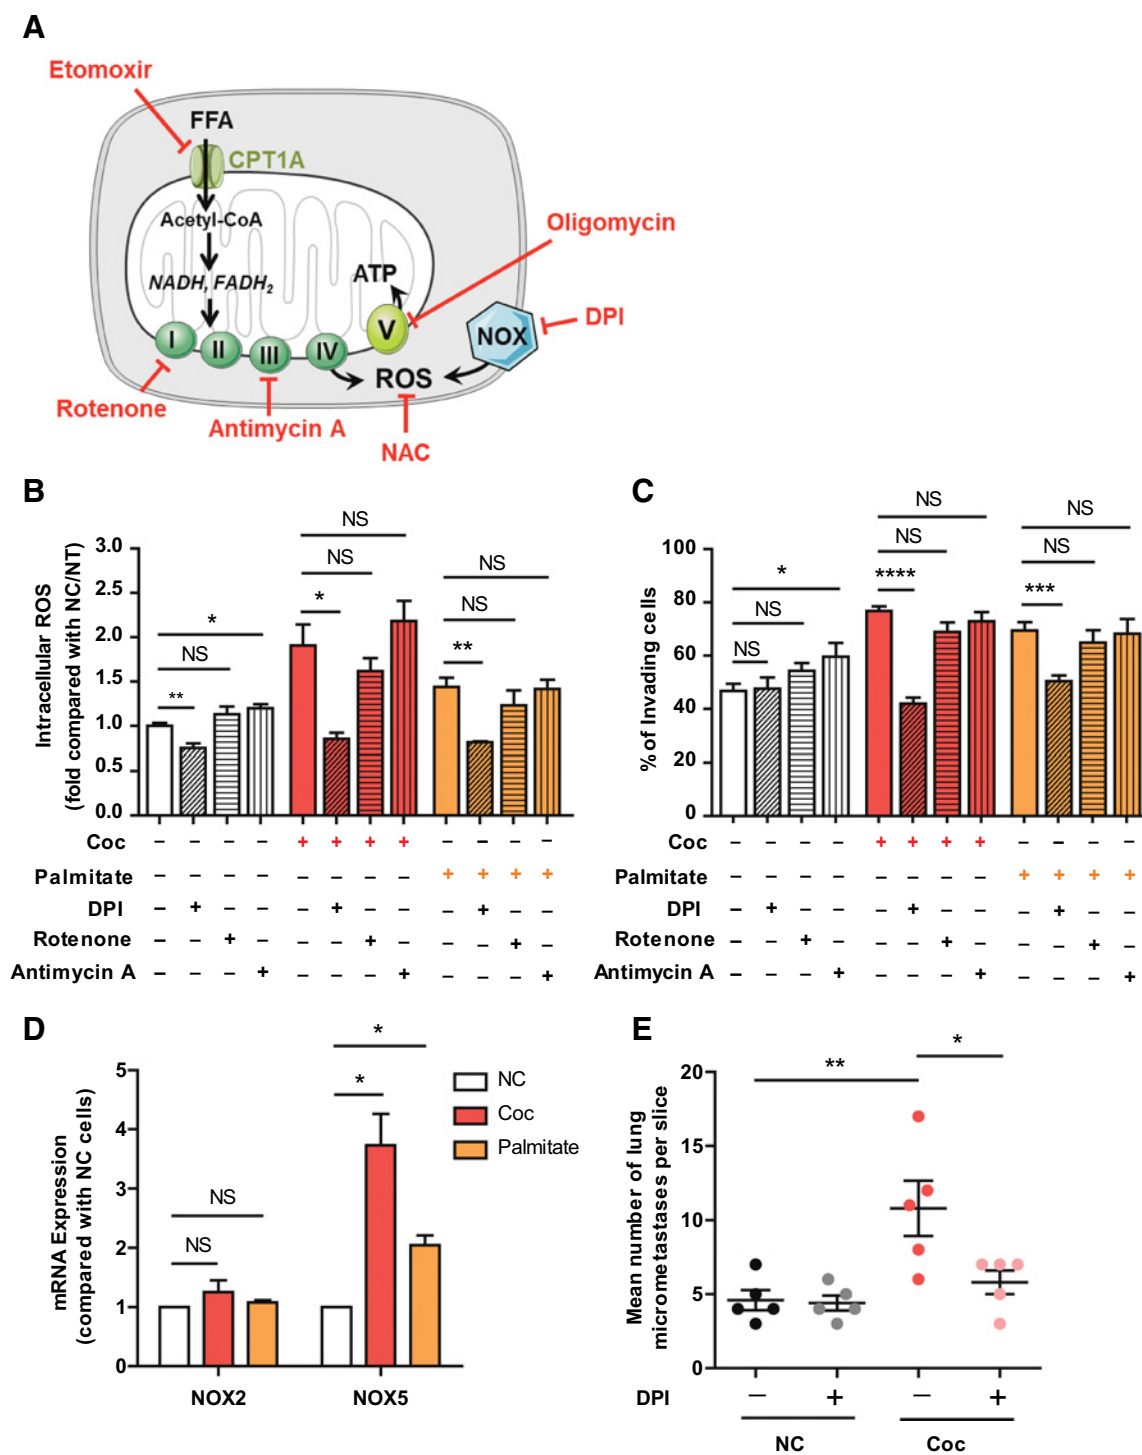 A
Etomoxir
FFA
CPT1A
Acetyl-CoA
NADH, FADH2
ATP
Oligomycin
I
II
III
IV
V
NOX
DPI
ROS
Rotenone
Antimycin A
NAC
B
Intracellular ROS
(fold compared with NC/NT)
3.0
2.5
2.0
1.5
1.0
0.5
0.0
**
NS
*
*
NS
NS
**
NS
NS
Coc – – – – + + + + – – – –
Palmitate – – – – – – – – + + + +
DPI – + – – – + – – – + – –
Rotenone – – + – – – + – – – + –
Antimycin A – – – + – – – + – – – +
C
% of Invading cells
100
80
60
40
20
0
NS
NS
*
****
NS
NS
***
NS
NS
Coc – – – – + + + + – – – –
Palmitate – – – – – – – – + + + +
DPI – + – – – + – – – + – –
Rotenone – – + – – – + – – – + –
Antimycin A – – – + – – – + – – – +
D
mRNA Expression
(compared with NC cells)
5
4
3
2
1
0
NS
NS
*
*
NC
Coc
Palmitate
NOX2 NOX5
E
Mean number of lung
micrometastases per slice
20
15
10
5
0
**
*
DPI – + – +
NC Coc